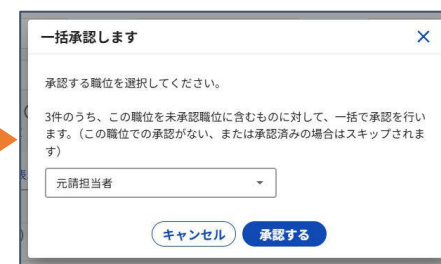 一括承認します
承認する職位を選択してください。
3件のうち、この職位を未承認職位に含むものに対して、一括で承認を行い
ます。(この職位での承認がない、または承認済みの場合はスキップされま
す)
元請担当者
キャンセル 承認する